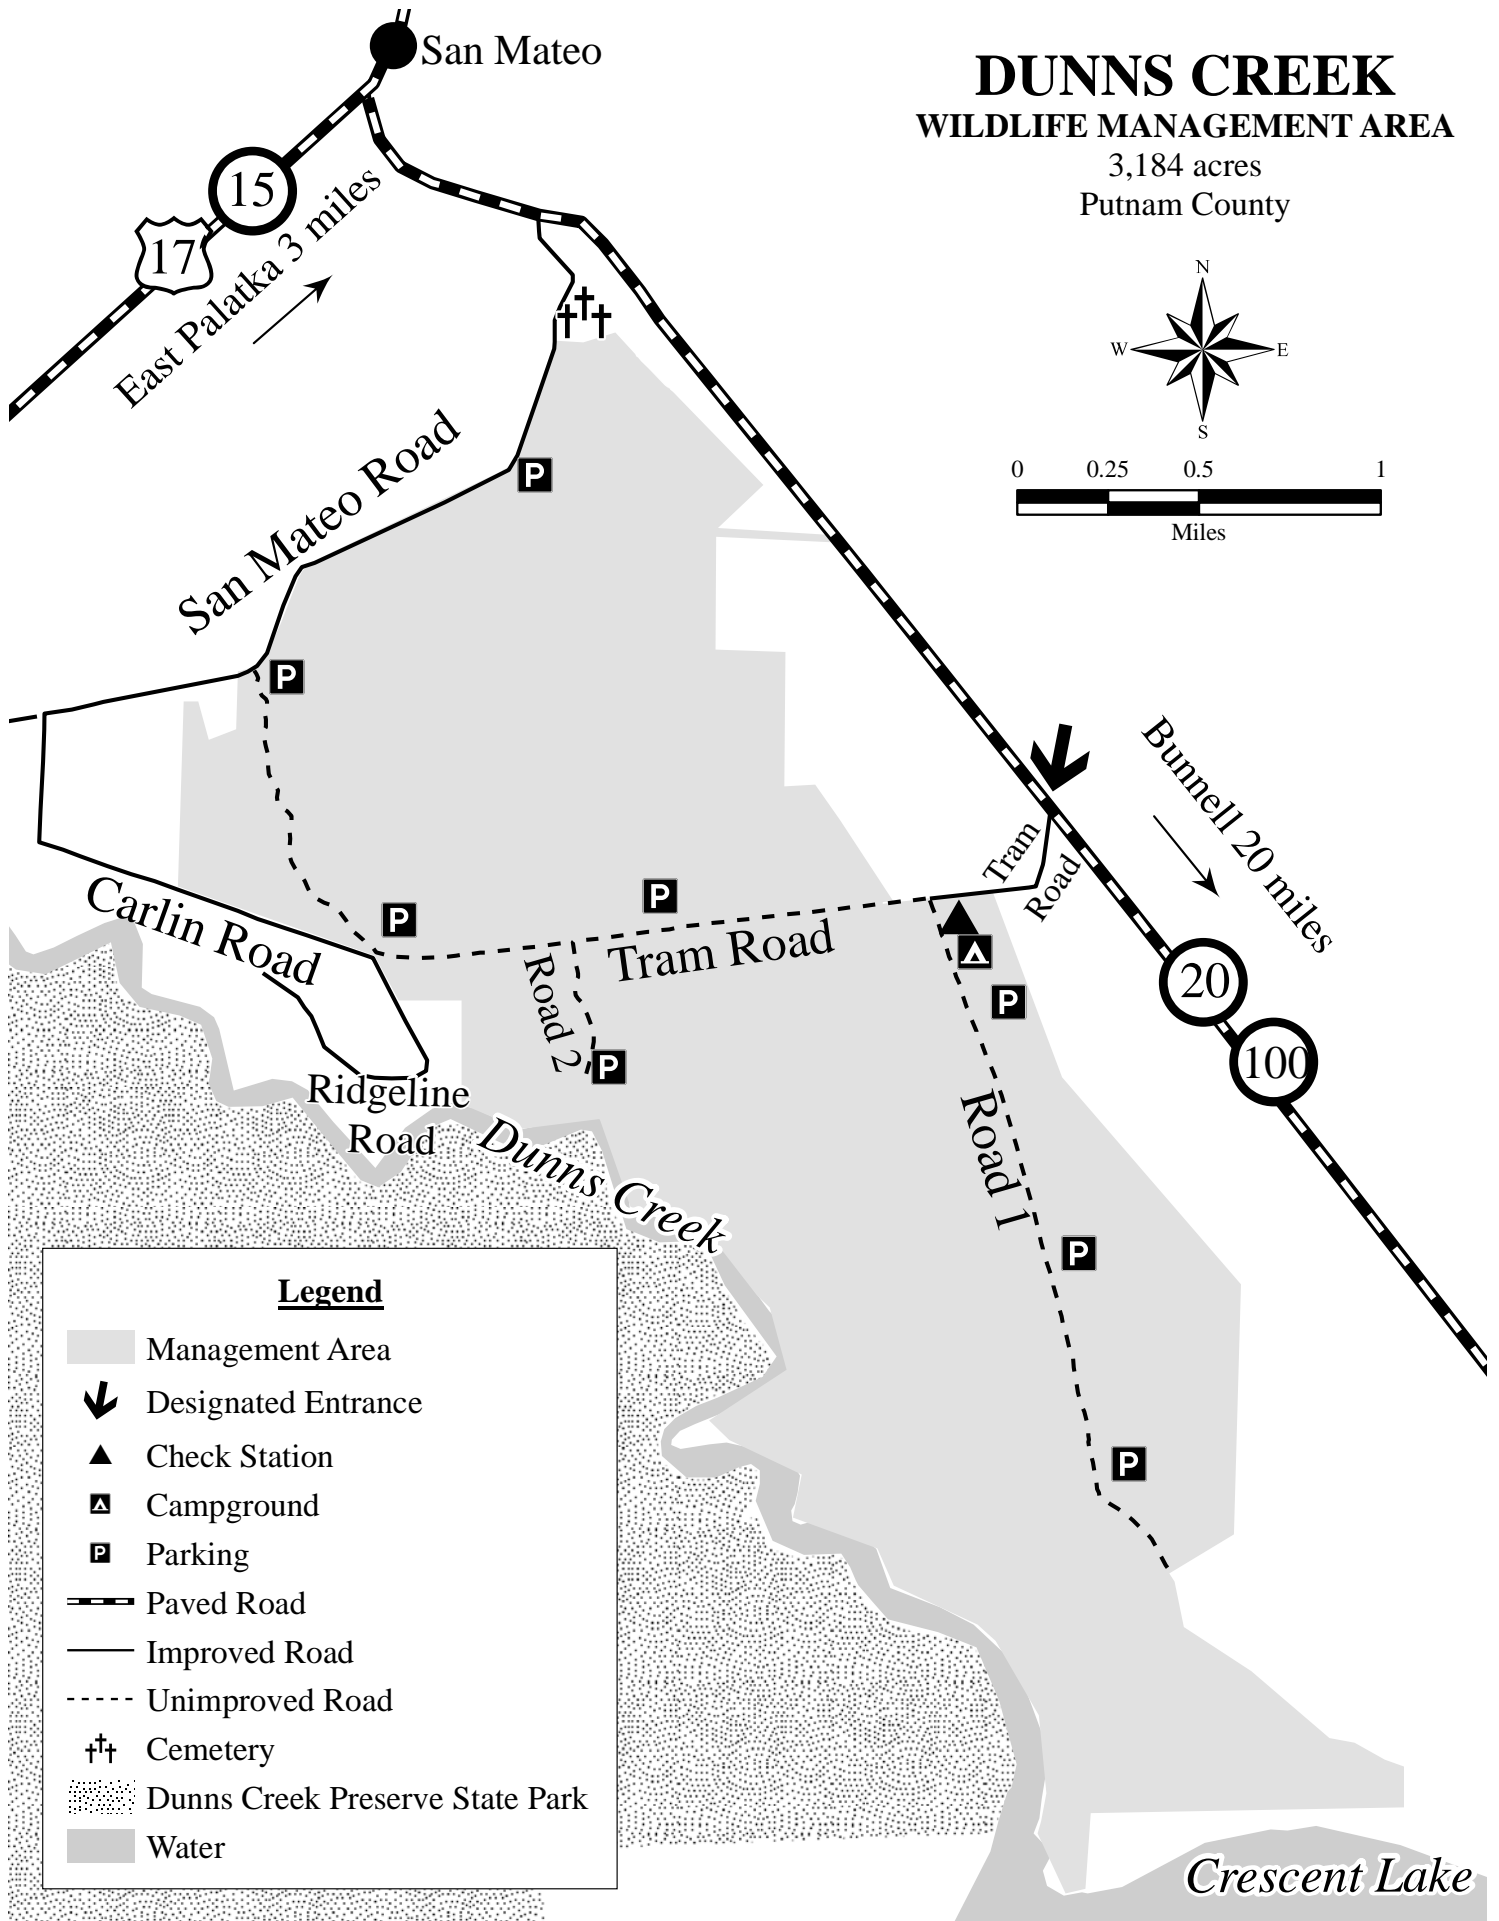 San Mateo
DUNNS CREEK
WILDLIFE MANAGEMENT AREA
3,184 acres
Putnam County
15
17
East Palatka 3 miles
N
W
E
S
0 0.25 0.5 1
Miles
San Mateo Road
P
P
Bunnell 20 miles
Tram
Road
Carlin Road
P
P
Tram Road
Road 2
P
P
20
100
Ridgeline
Road
Road 1
Dunns Creek
P
P
Legend
Management Area
Designated Entrance
Check Station
Campground
P Parking
Paved Road
Improved Road
Unimproved Road
Cemetery
Dunns Creek Preserve State Park
Water
Crescent Lake